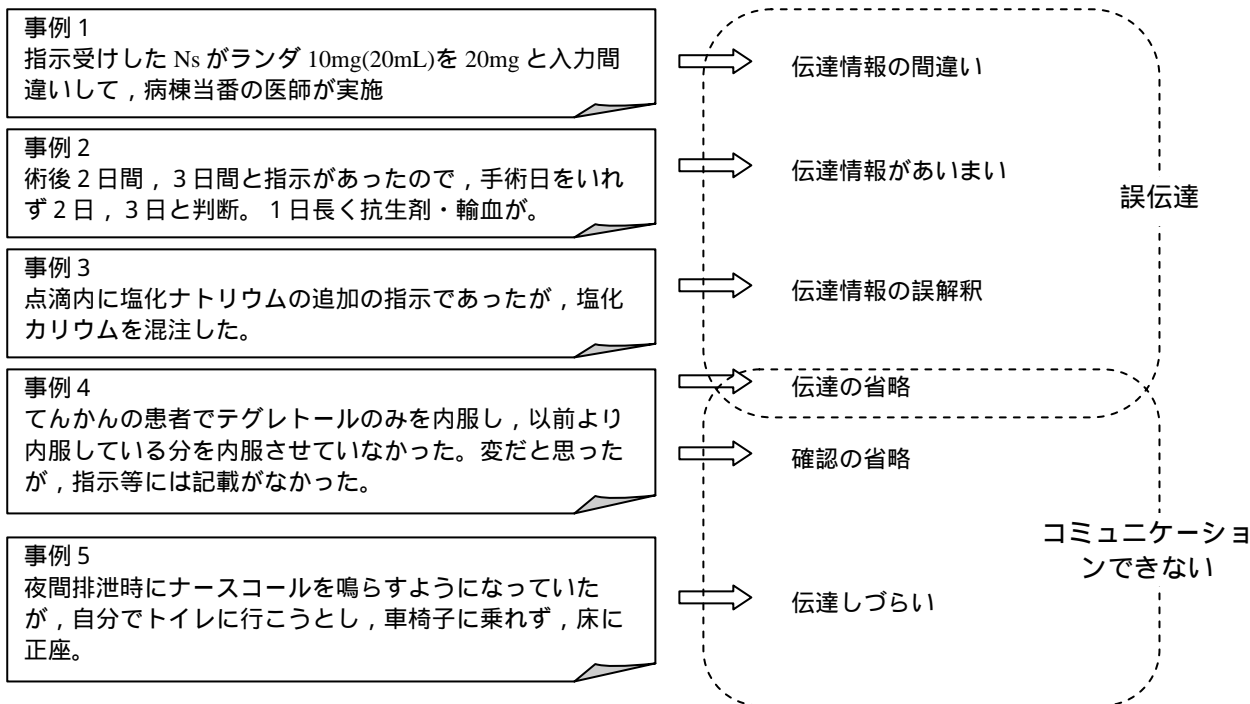 事例１
指示受けした Ns がランダ 10mg(20mL)を 20mg と入力間
違いして，病棟当番の医師が実施
伝達情報の間違い
事例２
術後２日間，３日間と指示があったので，手術日をいれ
ず２日，３日と判断。１日長く抗生剤・輸血が。
伝達情報があいまい
誤伝達
事例３
点滴内に塩化ナトリウムの追加の指示であったが，塩化
カリウムを混注した。
伝達情報の誤解釈
事例４
てんかんの患者でテグレトールのみを内服し，以前より
内服している分を内服させていなかった。変だと思った
が，指示等には記載がなかった。
伝達の省略
確認の省略
コミュニケーショ
ンできない
事例５
夜間排泄時にナースコールを鳴らすようになっていた
が，自分でトイレに行こうとし，車椅子に乗れず，床に
正座。
伝達しづらい